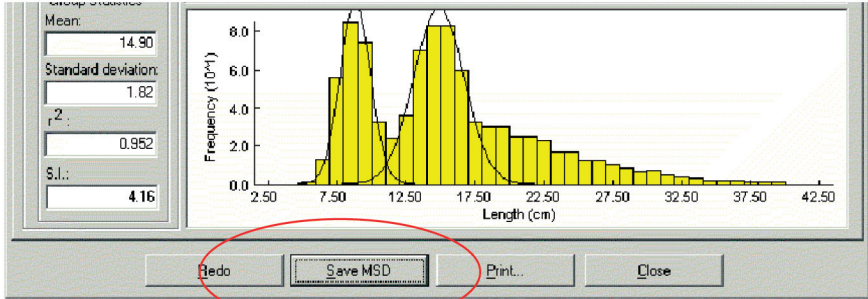 Group Statistics
Mean:
14.90
Standard deviation:
1.82
r² :
0.952
S.I.:
4.16
Frequency (10^1)
8.0
6.0
4.0
2.0
0.0
2.50 7.50 12.50 17.50 22.50 27.50 32.50 37.50 42.50
Length (cm)
Redo Save MSD Print... Close